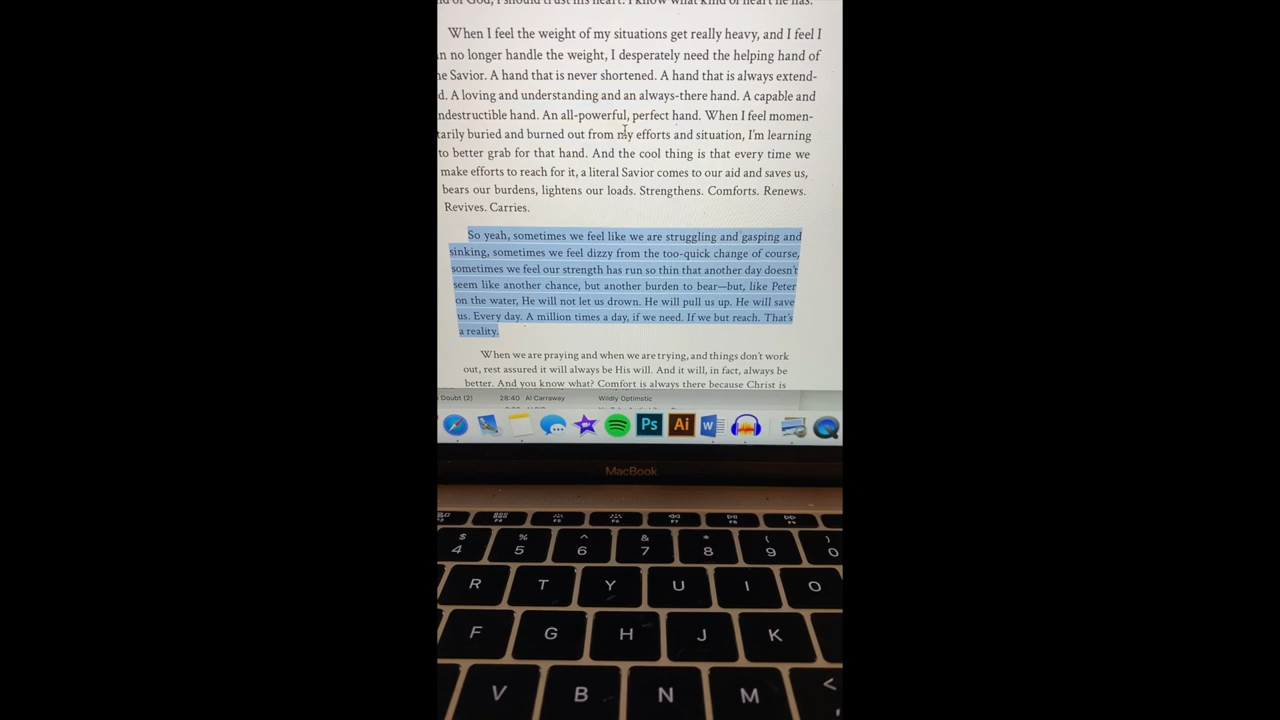 nd of God, I should trust his heart. I know what kind of heart he has.
When I feel the weight of my situations get really heavy, and I feel I
n no longer handle the weight, I desperately need the helping hand of
e Savior. A hand that is never shortened. A hand that is always extend-
d. A loving and understanding and an always-there hand. A capable and
ndestructible hand. An all-powerful, perfect hand. When I feel momen-
tarily buried and burned out from my efforts and situation, I'm learning
to better grab for that hand. And the cool thing is that every time we
make efforts to reach for it, a literal Savior comes to our aid and saves us,
bears our burdens, lightens our loads. Strengthens. Comforts. Renews.
Revives. Carries.
So yeah, sometimes we feel like we are struggling and gasping and
sinking, sometimes we feel dizzy from the too-quick change of course,
sometimes we feel our strength has run so thin that another day doesn't
seem like another chance, but another burden to bear—but, like Peter
on the water, He will not let us drown. He will pull us up. He will save
us. Every day. A million times a day, if we need. If we but reach. That's
a reality.
When we are praying and when we are trying, and things don't work
out, rest assured it will always be His will. And it will, in fact, always be
better. And you know what? Comfort is always there because Christ is
Doubt (2) 28:40 Al Carraway Wildly Optimstic
Ps Ai W
MacBook
F4 F5 F6 F7 F8 F9
$ % ^ & * ( )
4 5 6 7 8 9 0
R T Y U I O
F G H J K
V B N M <